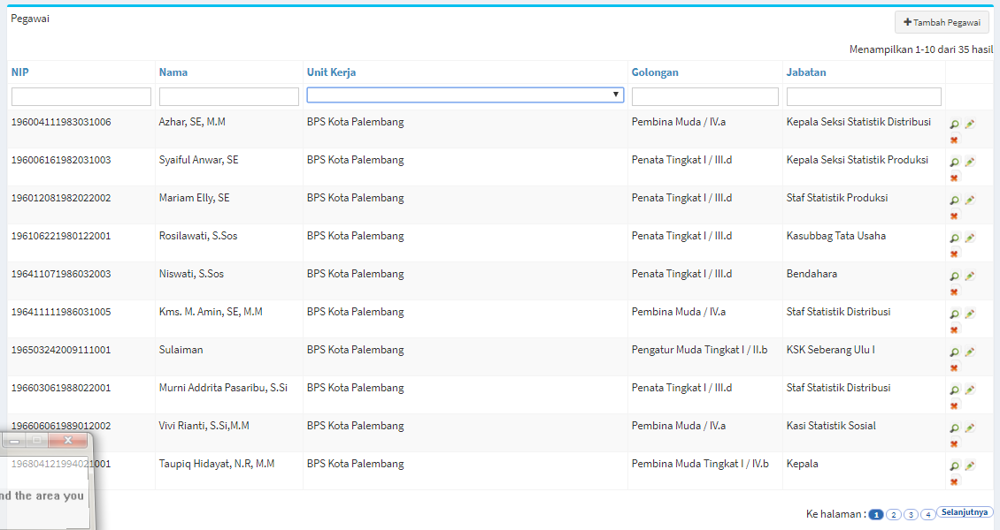 Pegawai
Tambah Pegawai
Menampilkan 1-10 dari 35 hasil
NIP Nama Unit Kerja Golongan Jabatan
196004111983031006 Azhar, SE, M.M BPS Kota Palembang Pembina Muda / IV.a Kepala Seksi Statistik Distribusi
196006161982031003 Syaiful Anwar, SE BPS Kota Palembang Penata Tingkat I / III.d Kepala Seksi Statistik Produksi
196012081982022002 Mariam Elly, SE BPS Kota Palembang Penata Tingkat I / III.d Staf Statistik Produksi
196106221980122001 Rosilawati, S.Sos BPS Kota Palembang Penata Tingkat I / III.d Kasubbag Tata Usaha
196411071986032003 Niswati, S.Sos BPS Kota Palembang Penata Tingkat I / III.d Bendahara
196411111986031005 Kms. M. Amin, SE, M.M BPS Kota Palembang Pembina Muda / IV.a Staf Statistik Distribusi
196503242009111001 Sulaiman BPS Kota Palembang Pengatur Muda Tingkat I / II.b KSK Seberang Ulu I
196603061988022001 Murni Addrita Pasaribu, S.Si BPS Kota Palembang Penata Tingkat I / III.d Staf Statistik Distribusi
196606061989012002 Vivi Rianti, S.Si,M.M BPS Kota Palembang Pembina Muda / IV.a Kasi Statistik Sosial
196804121994021001 Taupiq Hidayat, N.R, M.M BPS Kota Palembang Pembina Muda Tingkat I / IV.b Kepala
nd the area you
Ke halaman : 1 2 3 4 Selanjutnya